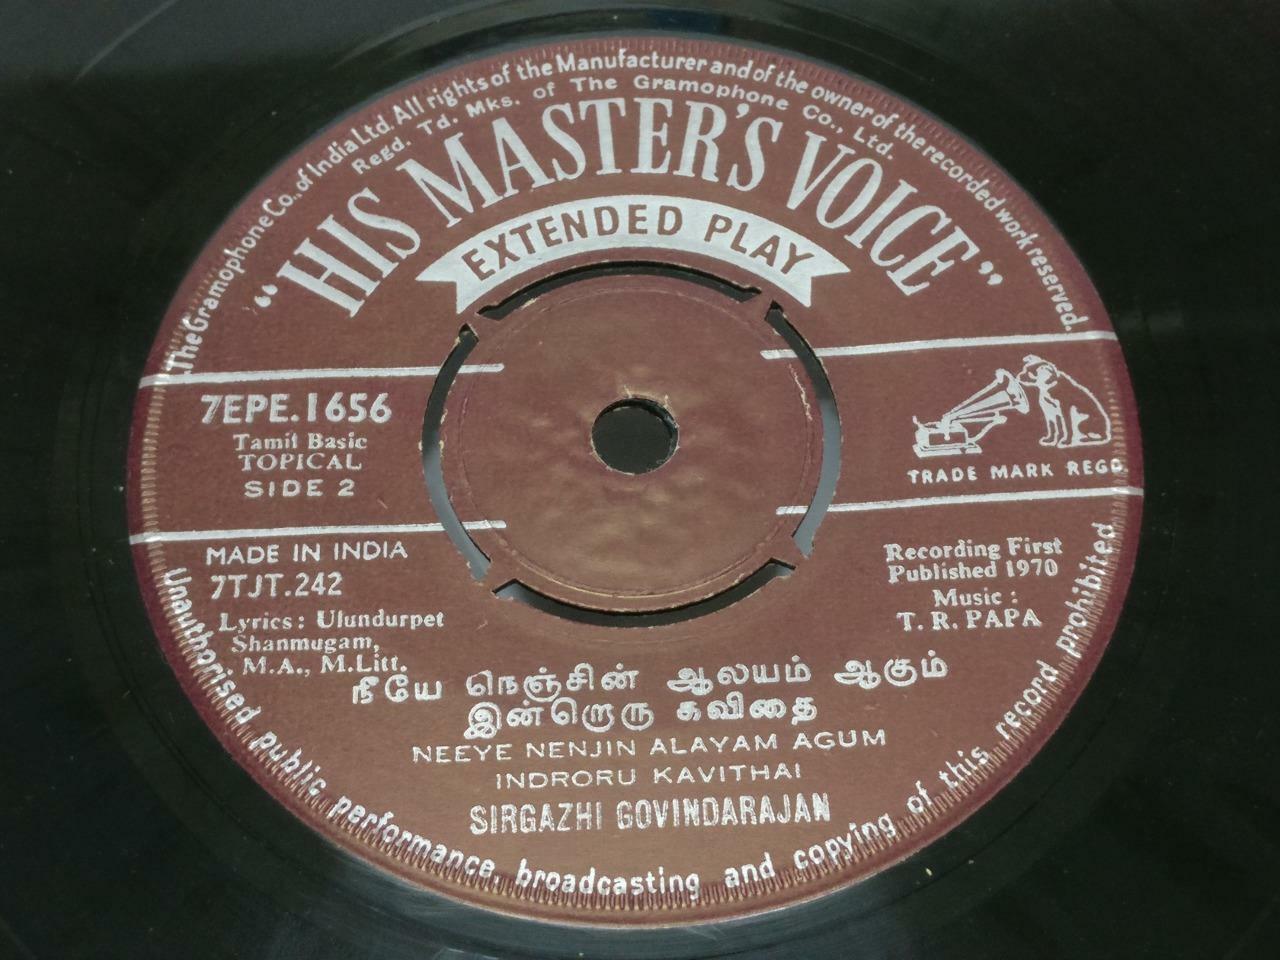 The Gramophone Co., of India Ltd. All rights of the Manufacturer and of the owner of the recorded work reserved.
Regd. Td. Mks. of The Gramophone Co., Ltd.
"HIS MASTER'S VOICE"
EXTENDED PLAY
7EPE.1656
Tamil Basic
TOPICAL
SIDE 2
TRADE MARK REGD.
MADE IN INDIA
7TJT.242
Lyrics: Ulundurpet
Shanmugam,
M.A., M.Litt.
Recording First
Published 1970
Music:
T. R. PAPA
நீயே நெஞ்சின் ஆலயம் ஆகும்
இன்றொரு கவிதை
NEEYE NENJIN ALAYAM AGUM
INDRORU KAVITHAI
SIRGAZHI GOVINDARAJAN
Unauthorised public performance, broadcasting and copying of this record prohibited